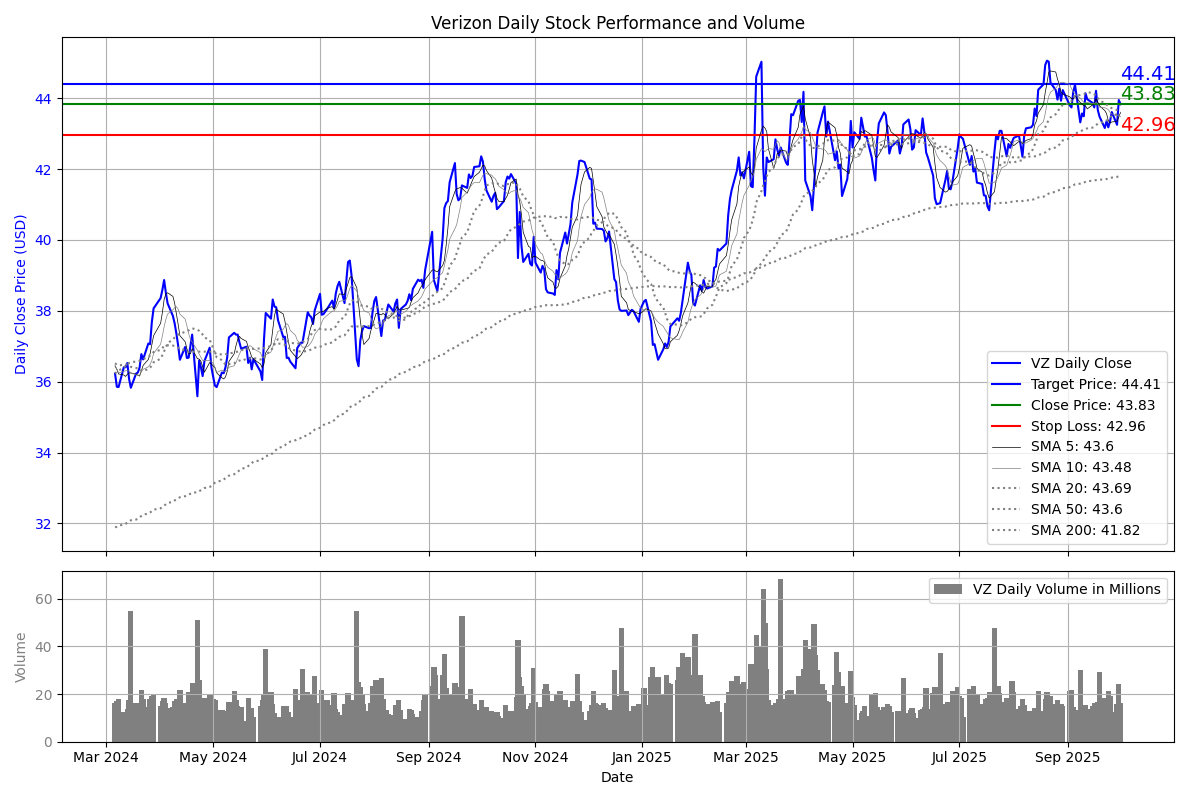 Verizon Daily Stock Performance and Volume
Daily Close Price (USD)
44
42
40
38
36
34
32
44.41
43.83
42.96
VZ Daily Close
Target Price: 44.41
Close Price: 43.83
Stop Loss: 42.96
SMA 5: 43.6
SMA 10: 43.48
SMA 20: 43.69
SMA 50: 43.6
SMA 200: 41.82
Volume
60
40
20
0
VZ Daily Volume in Millions
Mar 2024 May 2024 Jul 2024 Sep 2024 Nov 2024 Jan 2025 Mar 2025 May 2025 Jul 2025 Sep 2025
Date